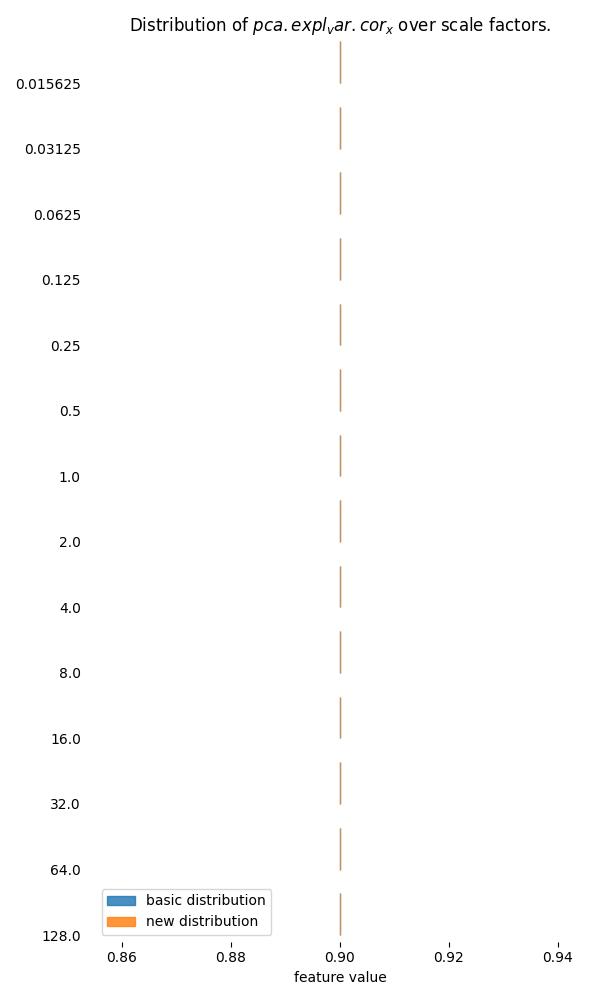 Distribution of pca.expl_var.cor_x over scale factors.
0.015625
0.03125
0.0625
0.125
0.25
0.5
1.0
2.0
4.0
8.0
16.0
32.0
64.0
128.0
basic distribution
new distribution
0.86 0.88 0.90 0.92 0.94
feature value